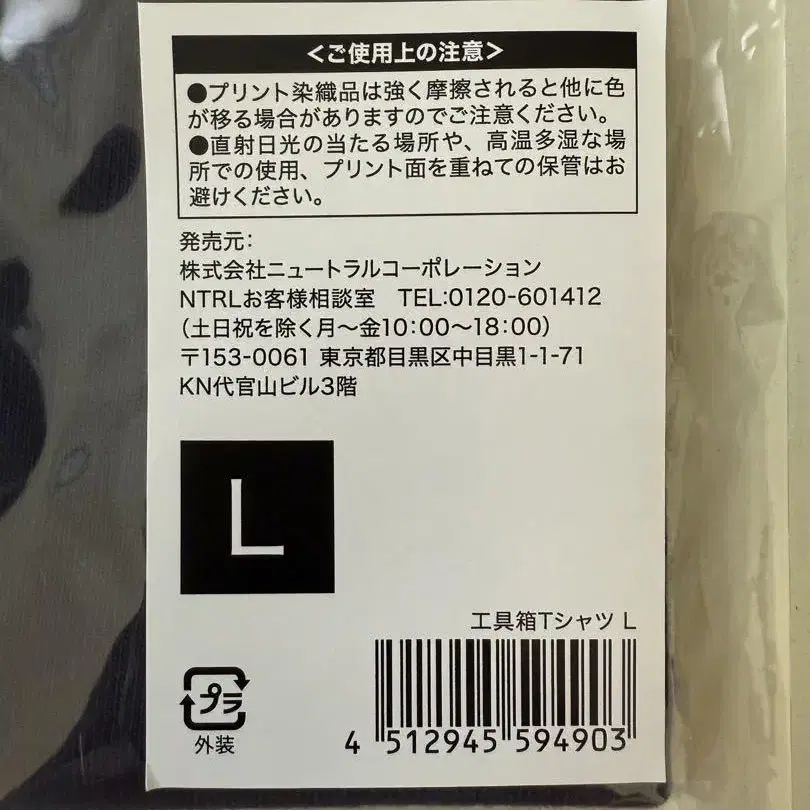 <ご使用上の注意>
●プリント染織品は強く摩擦されると他に色
が移る場合がありますのでご注意ください。
●直射日光の当たる場所や、高温多湿な場
所での使用、プリント面を重ねての保管はお
避けください。
発売元:
株式会社ニュートラルコーポレーション
NTRLお客様相談室 TEL:0120-601412
(土日祝を除く月～金10:00～18:00)
〒153-0061 東京都目黒区中目黒1-1-71
KN代官山ビル3階
L
工具箱Tシャツ L
プラ
外装
4 512945 594903